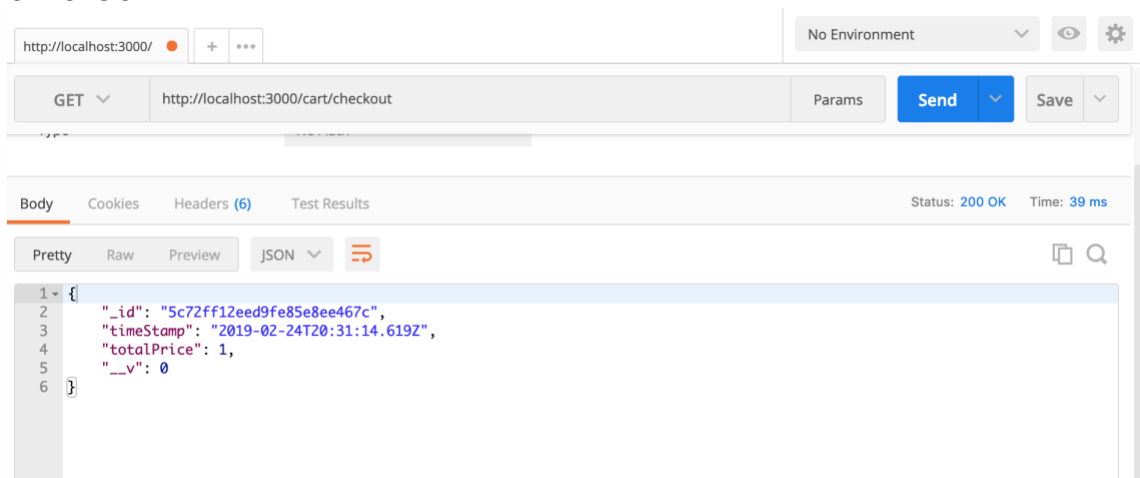 http://localhost:3000/
+
•••
No Environment
GET
http://localhost:3000/cart/checkout
Params
Send
Save
Body
Cookies
Headers (6)
Test Results
Status: 200 OK
Time: 39 ms
Pretty
Raw
Preview
JSON
1 {
2 "_id": "5c72ff12eed9fe85e8ee467c",
3 "timeStamp": "2019-02-24T20:31:14.619Z",
4 "totalPrice": 1,
5 "__v": 0
6 }